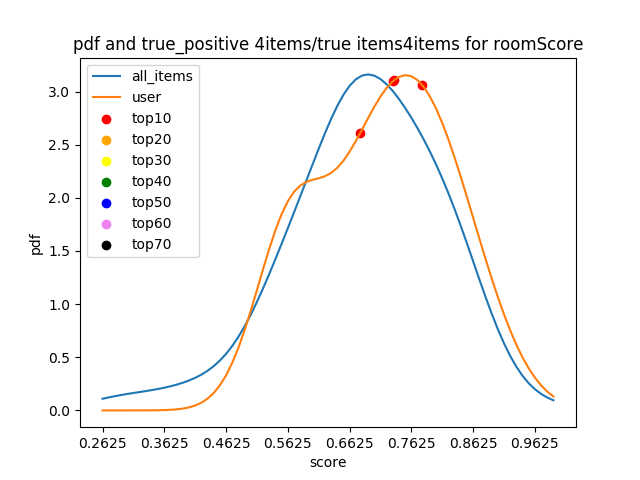 pdf and true_positive 4items/true items4items for roomScore
all_items
user
top10
top20
top30
top40
top50
top60
top70
pdf
3.0
2.5
2.0
1.5
1.0
0.5
0.0
0.2625 0.3625 0.4625 0.5625 0.6625 0.7625 0.8625 0.9625
score